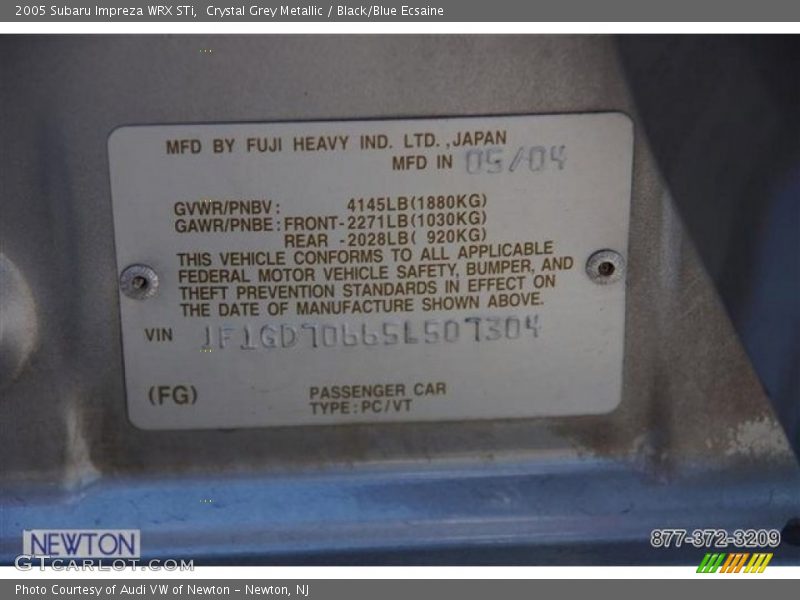 2005 Subaru Impreza WRX STi, Crystal Grey Metallic / Black/Blue Ecsaine
MFD BY FUJI HEAVY IND. LTD., JAPAN
MFD IN 05/04
GVWR/PNBV: 4145LB(1880KG)
GAWR/PNBE: FRONT-2271LB(1030KG)
REAR -2028LB( 920KG)
THIS VEHICLE CONFORMS TO ALL APPLICABLE
FEDERAL MOTOR VEHICLE SAFETY, BUMPER, AND
THEFT PREVENTION STANDARDS IN EFFECT ON
THE DATE OF MANUFACTURE SHOWN ABOVE.
VIN JF1GD70665L507304
(FG) PASSENGER CAR
TYPE:PC/VT
NEWTON
877-372-3209
GTCARLOT.COM
Photo Courtesy of Audi VW of Newton - Newton, NJ